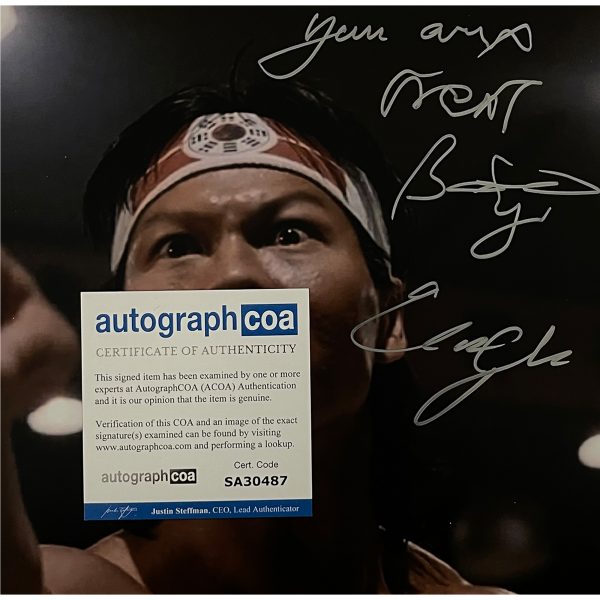 You are
NEXT
autographcoa
CERTIFICATE OF AUTHENTICITY
This signed item has been examined by one or more
experts at AutographCOA (ACOA) Authentication
and it is our opinion that the item is genuine.
Verification of this COA and an image of the exact
signature(s) examined can be found by visiting
www.autographcoa.com and performing a lookup.
autographcoa
Cert. Code
SA30487
Justin Steffman, CEO, Lead Authenticator